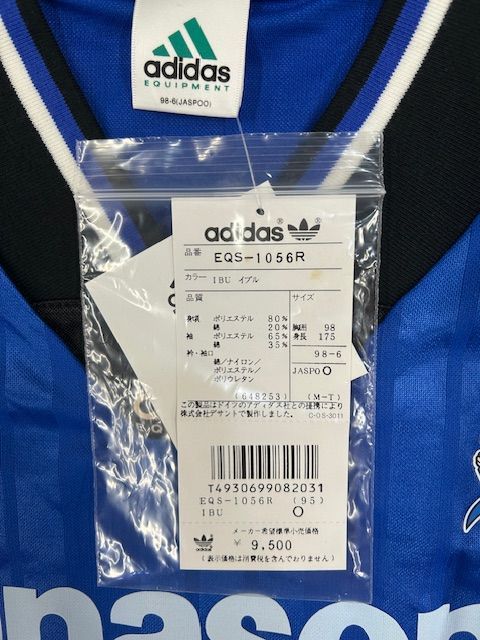 adidas
EQUIPMENT
98-6(JASPOO)
adidas
品番 EQS-1056R
カラー IBU イブル
品質 サイズ
身頃 ポリエステル 80%
綿 20% 胸囲 98
袖 ポリエステル 65% 身長 175
綿 35%
衿・袖口 98-6
綿/ナイロン/ JASPO O
ポリエステル/
ポリウレタン
(648253) (M-T)
この製品はドイツのアディダス社との提携により
株式会社デサントで製作しました。 C-DS-3011
T4930699082031
EQS-1056R (95)
IBU O
メーカー希望標準小売価格
¥ 9,500
(表示価格は消費税を含んでおりません)
nason